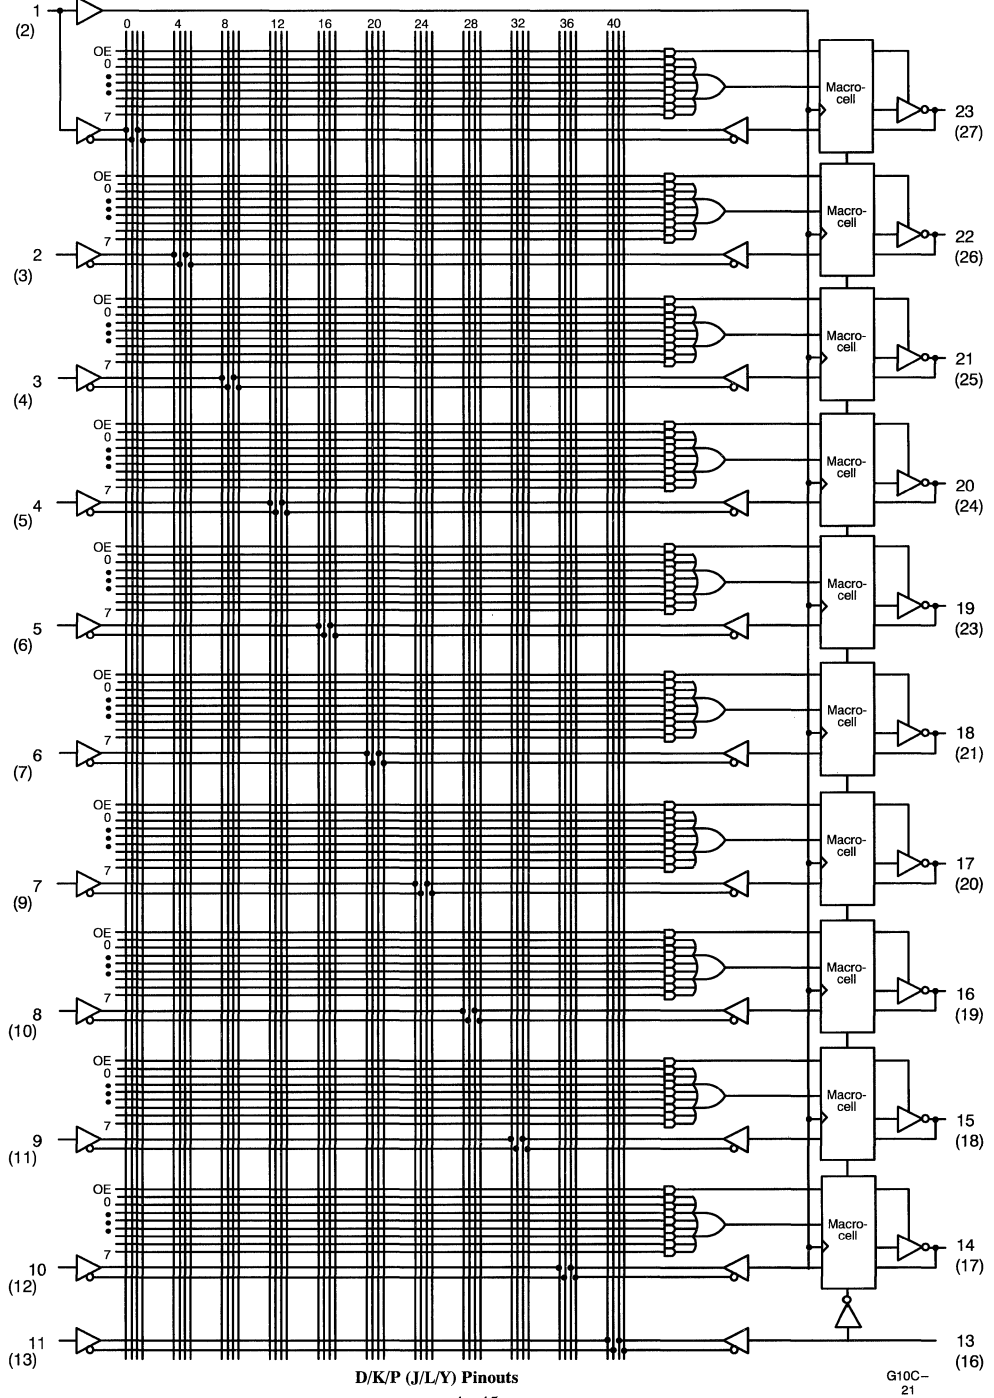 1
(2)
0 4 8 12 16 20 24 28 32 36 40
OE
0
7
Macro-
cell
23
(27)
OE
0
7
2
(3)
Macro-
cell
22
(26)
OE
0
7
3
(4)
Macro-
cell
21
(25)
OE
0
7
4
(5)
Macro-
cell
20
(24)
OE
0
7
5
(6)
Macro-
cell
19
(23)
OE
0
7
6
(7)
Macro-
cell
18
(21)
OE
0
7
7
(9)
Macro-
cell
17
(20)
OE
0
7
8
(10)
Macro-
cell
16
(19)
OE
0
7
9
(11)
Macro-
cell
15
(18)
OE
0
7
10
(12)
Macro-
cell
14
(17)
11
(13)
13
(16)
D/K/P (J/L/Y) Pinouts
G10C–
21